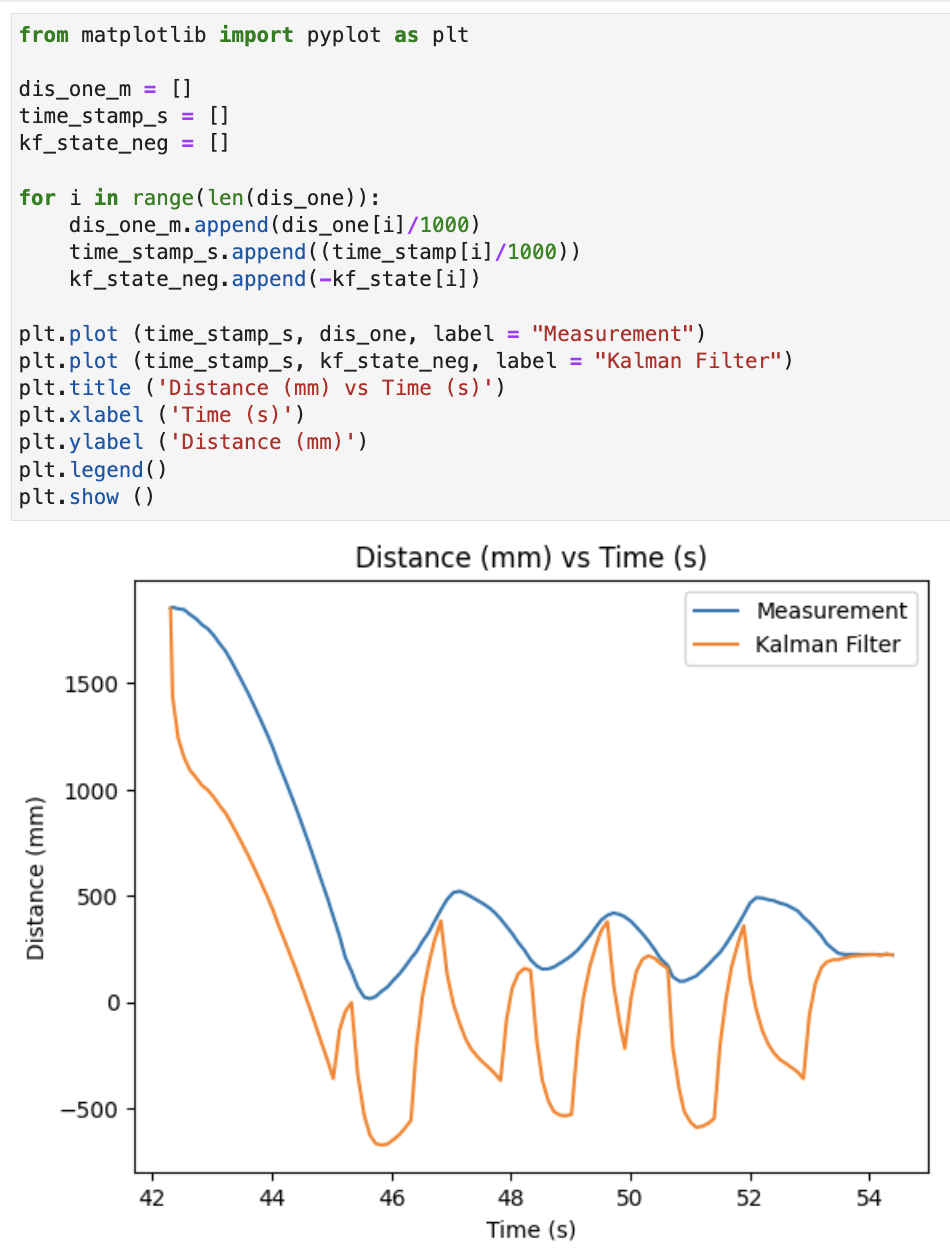 from matplotlib import pyplot as plt
dis_one_m = []
time_stamp_s = []
kf_state_neg = []
for i in range(len(dis_one)):
    dis_one_m.append(dis_one[i]/1000)
    time_stamp_s.append((time_stamp[i]/1000))
    kf_state_neg.append(-kf_state[i])
plt.plot (time_stamp_s, dis_one, label = "Measurement")
plt.plot (time_stamp_s, kf_state_neg, label = "Kalman Filter")
plt.title ('Distance (mm) vs Time (s)')
plt.xlabel ('Time (s)')
plt.ylabel ('Distance (mm)')
plt.legend()
plt.show ()
Distance (mm) vs Time (s)
Measurement
Kalman Filter
1500
1000
500
0
−500
Distance (mm)
42 44 46 48 50 52 54
Time (s)